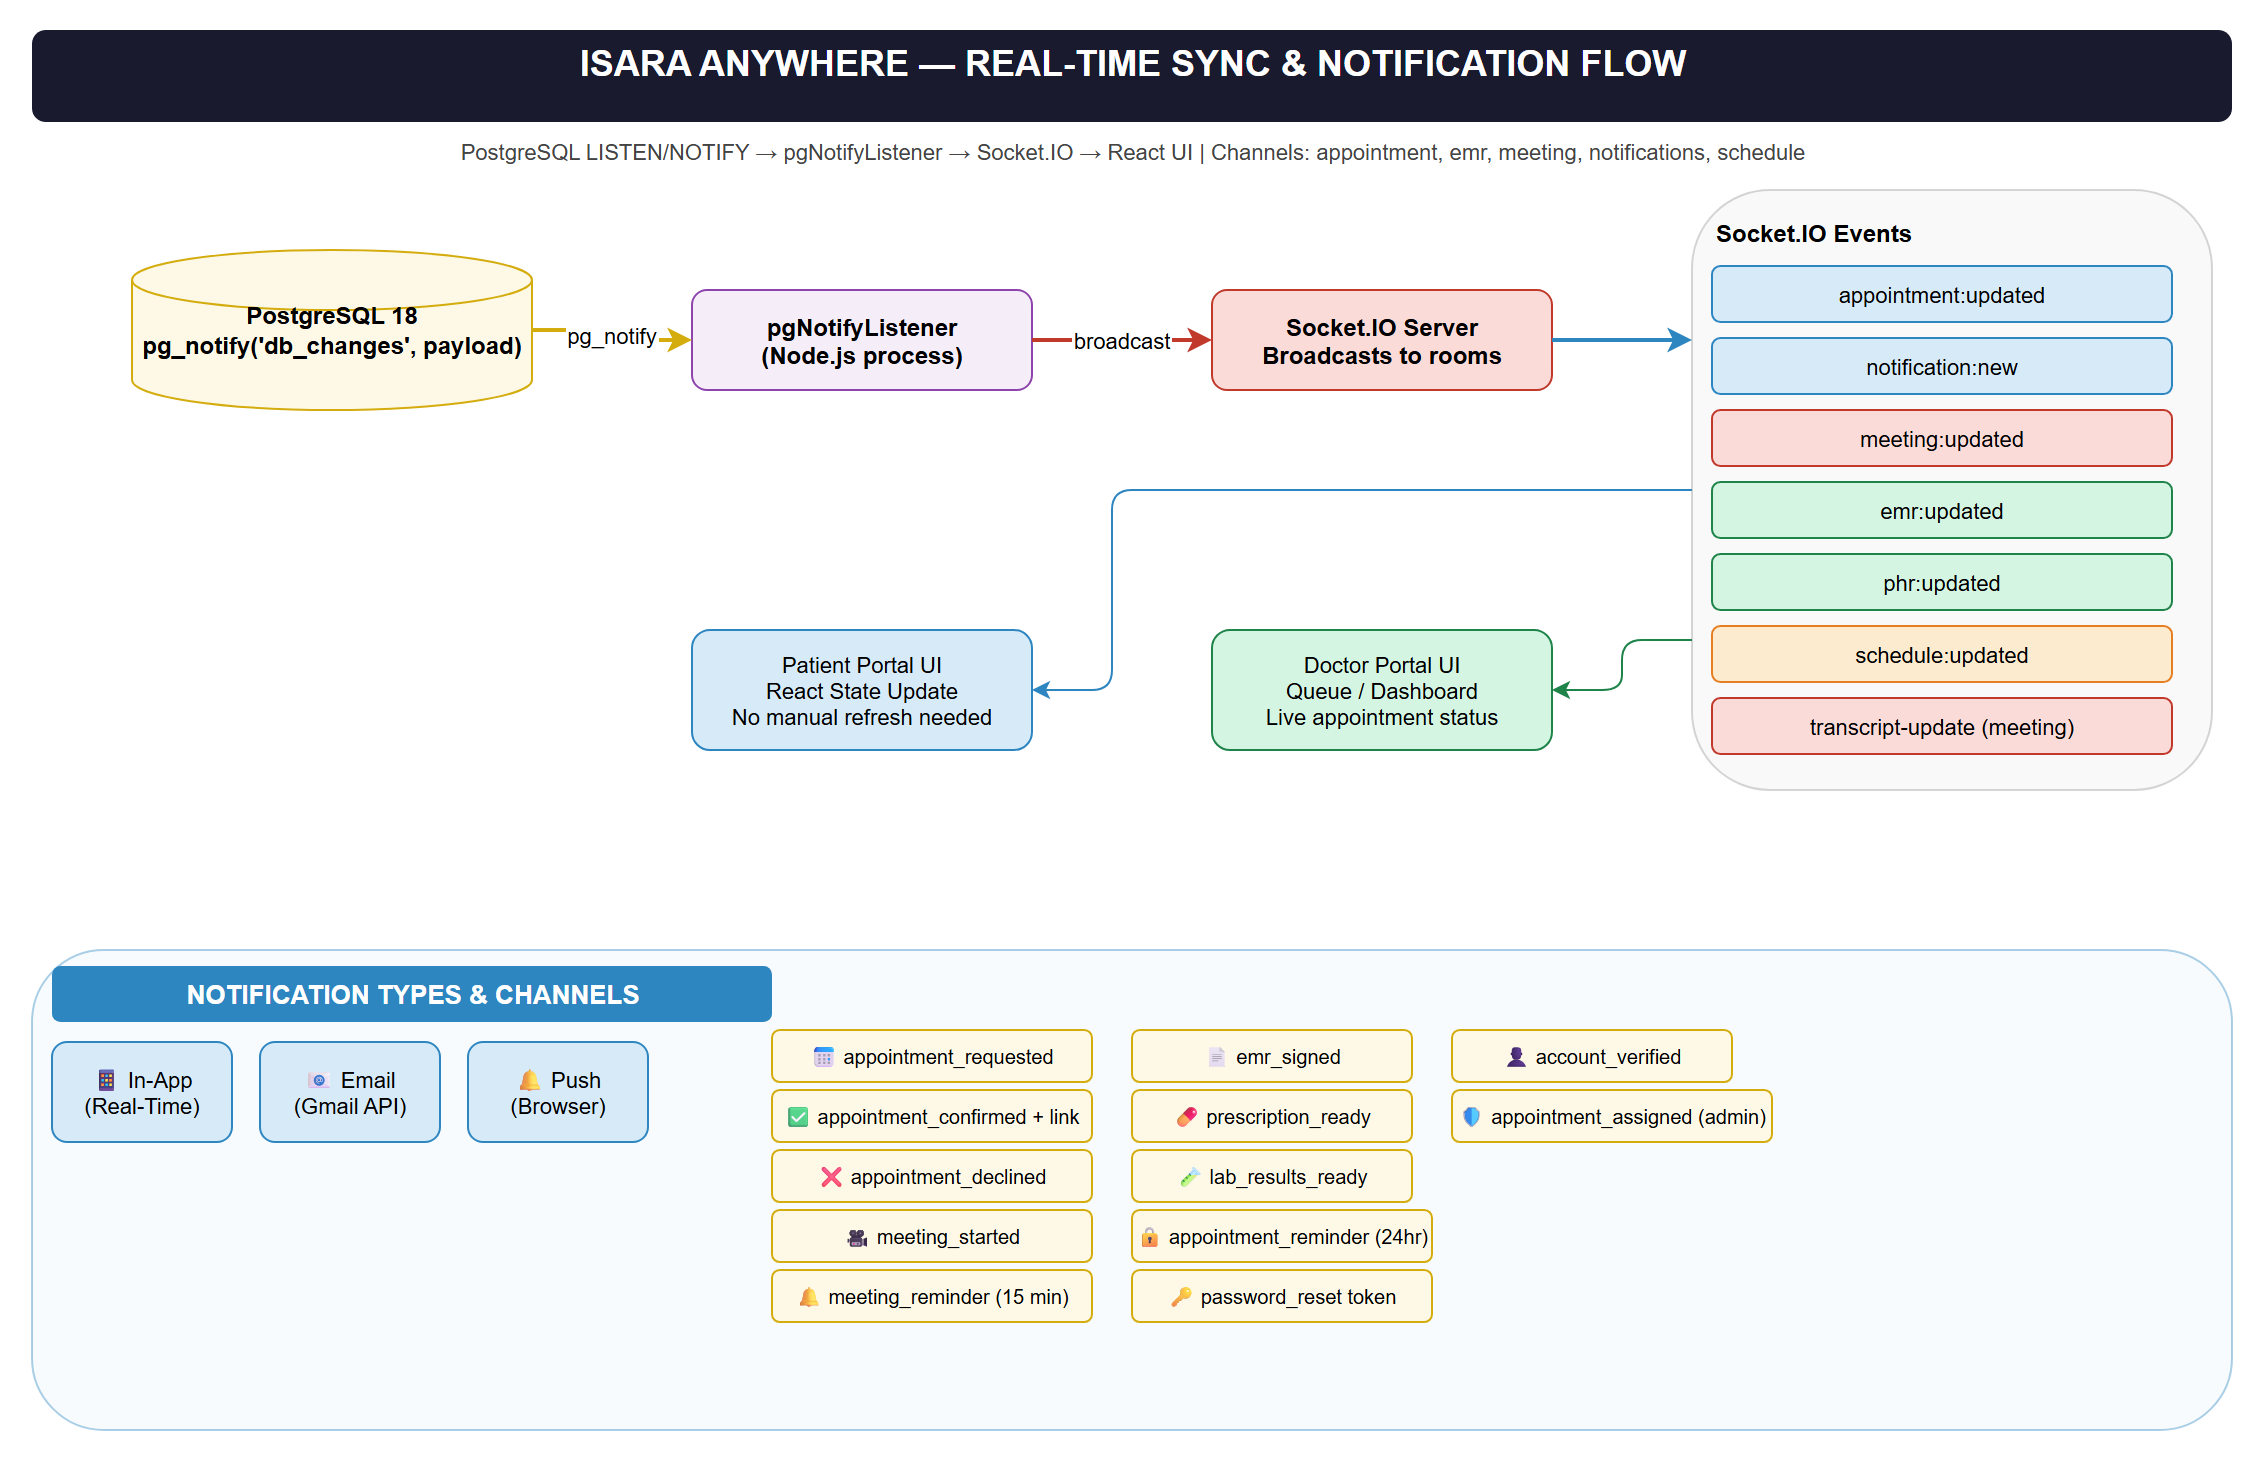 ISARA ANYWHERE — REAL-TIME SYNC & NOTIFICATION FLOW
PostgreSQL LISTEN/NOTIFY → pgNotifyListener → Socket.IO → React UI | Channels: appointment, emr, meeting, notifications, schedule
PostgreSQL 18
pg_notify('db_changes', payload)
pg_notify
pgNotifyListener
(Node.js process)
broadcast
Socket.IO Server
Broadcasts to rooms
Socket.IO Events
appointment:updated
notification:new
meeting:updated
emr:updated
phr:updated
schedule:updated
transcript-update (meeting)
Patient Portal UI
React State Update
No manual refresh needed
Doctor Portal UI
Queue / Dashboard
Live appointment status
NOTIFICATION TYPES & CHANNELS
In-App
(Real-Time)
Email
(Gmail API)
Push
(Browser)
appointment_requested
appointment_confirmed + link
appointment_declined
meeting_started
meeting_reminder (15 min)
emr_signed
prescription_ready
lab_results_ready
appointment_reminder (24hr)
password_reset token
account_verified
appointment_assigned (admin)